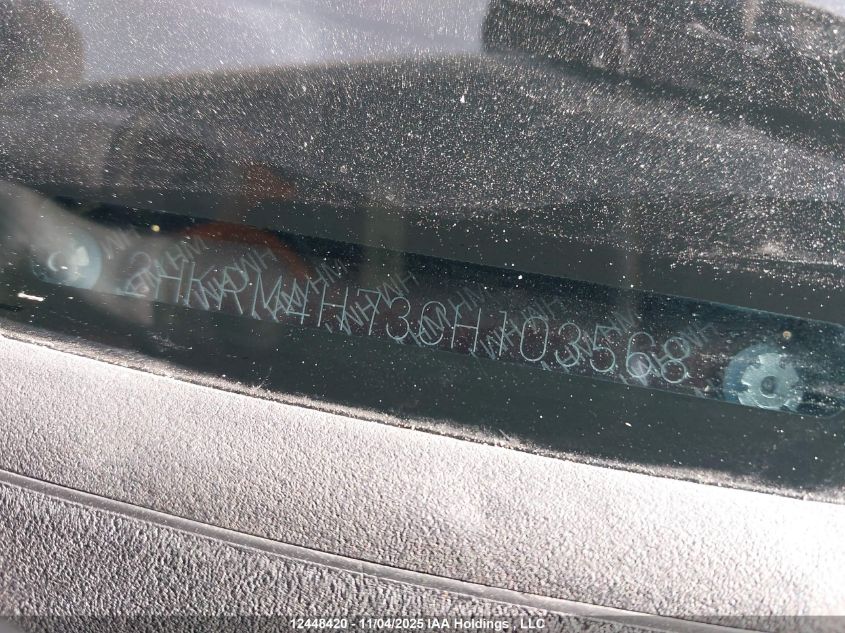 2HKRM4H73CH103568
12448420 - 11/04/2025 IAA Holdings , LLC